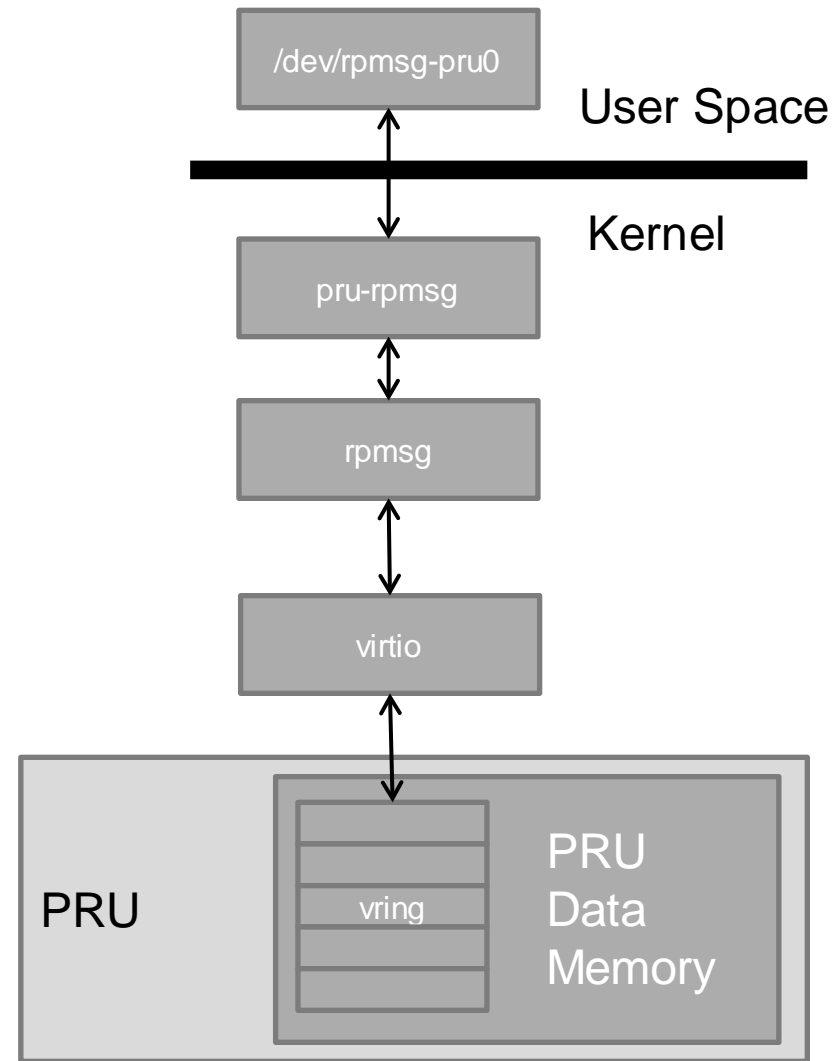 /dev/rpmsg-pru0
User Space
Kernel
pru-rpmsg
rpmsg
virtio
PRU
vring
PRU
Data
Memory